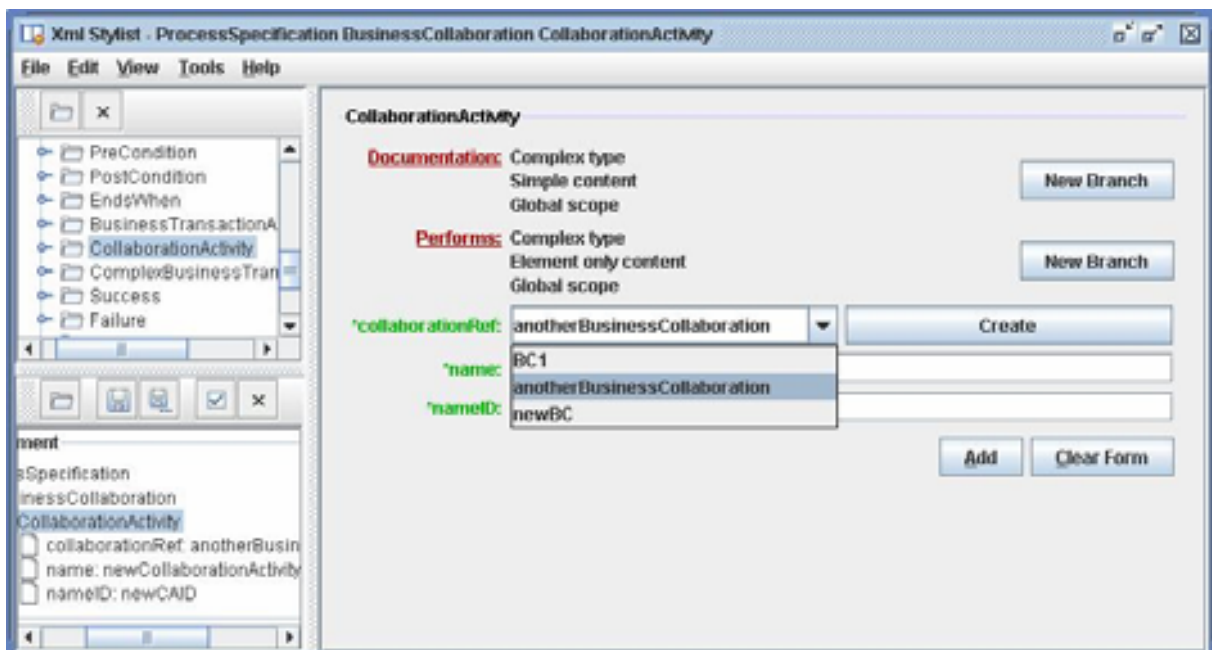 Xml Stylist - ProcessSpecification BusinessCollaboration CollaborationActivity
File Edit View Tools Help
PreCondition
PostCondition
EndsWhen
BusinessTransactionA
CollaborationActivity
ComplexBusinessTran
Success
Failure
ment
sSpecification
inessCollaboration
CollaborationActivity
collaborationRef: anotherBusin
name: newCollaborationActivity
nameID: newCAID
CollaborationActivity
Documentation: Complex type
Simple content
Global scope
New Branch
Performs: Complex type
Element only content
Global scope
New Branch
*collaborationRef: anotherBusinessCollaboration Create
BC1
anotherBusinessCollaboration
newBC
*name:
*nameID:
Add Clear Form